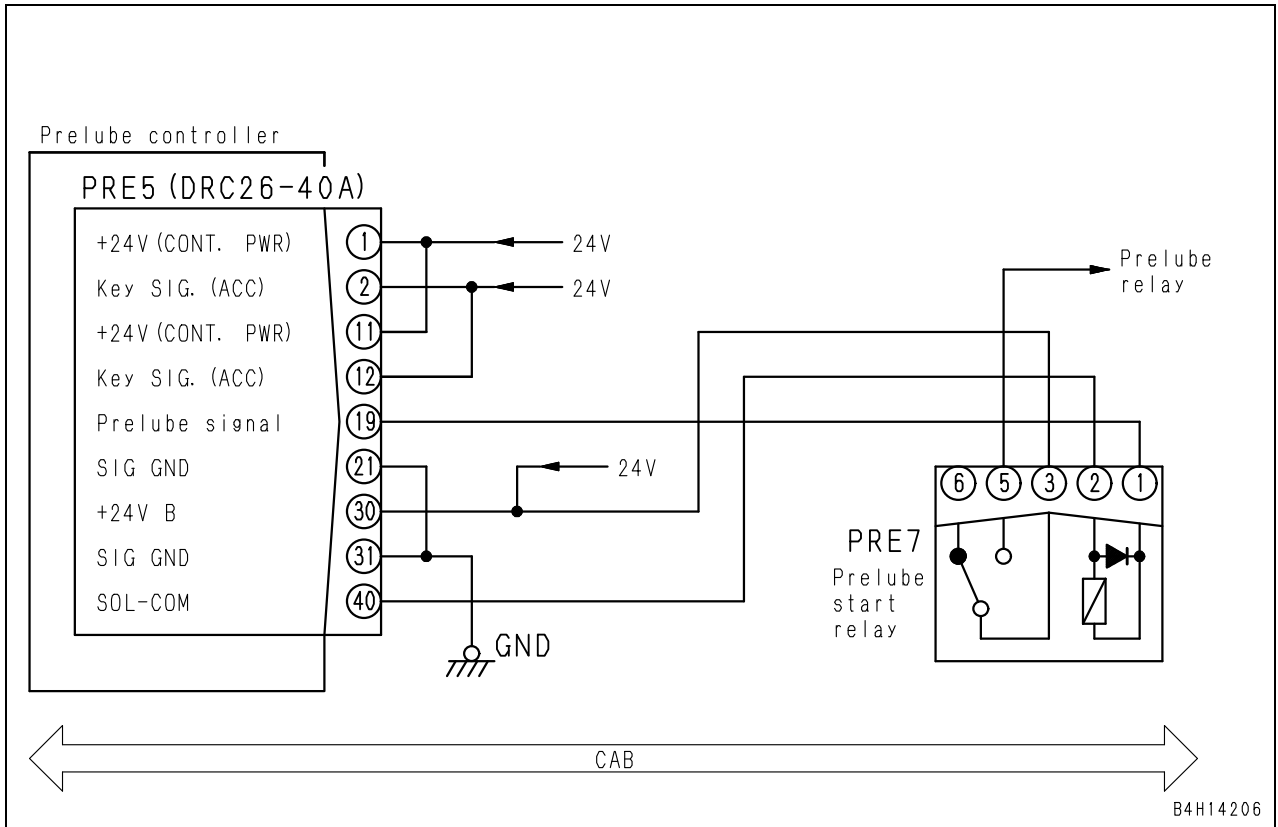 Prelube controller
PRE5 (DRC26-40A)
+24V (CONT. PWR) 1 24V
Key SIG. (ACC) 2 24V
+24V (CONT. PWR) 11
Key SIG. (ACC) 12
Prelube signal 19
SIG GND 21 24V
+24V B 30
SIG GND 31
SOL-COM 40
GND
Prelube
relay
6 5 3 2 1
PRE7
Prelube
start
relay
CAB
B4H14206